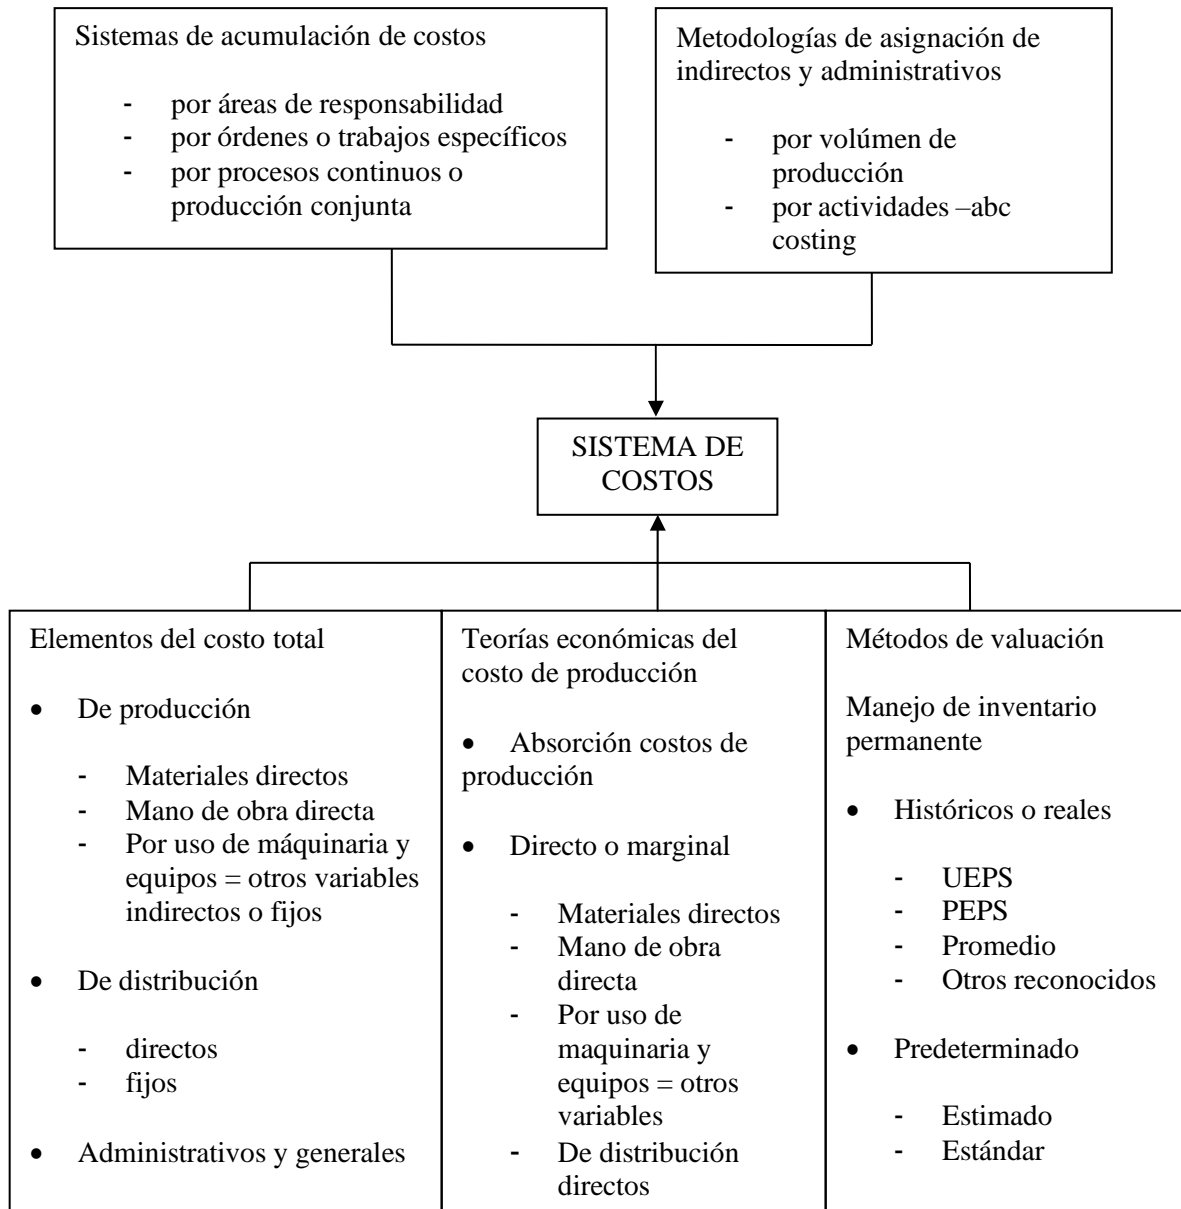 Sistemas de acumulación de costos
- por áreas de responsabilidad
- por órdenes o trabajos específicos
- por procesos continuos o
producción conjunta
Metodologías de asignación de
indirectos y administrativos
- por volúmen de
producción
- por actividades –abc
costing
SISTEMA DE
COSTOS
Elementos del costo total
• De producción
- Materiales directos
- Mano de obra directa
- Por uso de máquinaria y
equipos = otros variables
indirectos o fijos
• De distribución
- directos
- fijos
• Administrativos y generales
Teorías económicas del
costo de producción
• Absorción costos de
producción
• Directo o marginal
- Materiales directos
- Mano de obra
directa
- Por uso de
maquinaria y
equipos = otros
variables
- De distribución
directos
Métodos de valuación
Manejo de inventario
permanente
• Históricos o reales
- UEPS
- PEPS
- Promedio
- Otros reconocidos
• Predeterminado
- Estimado
- Estándar